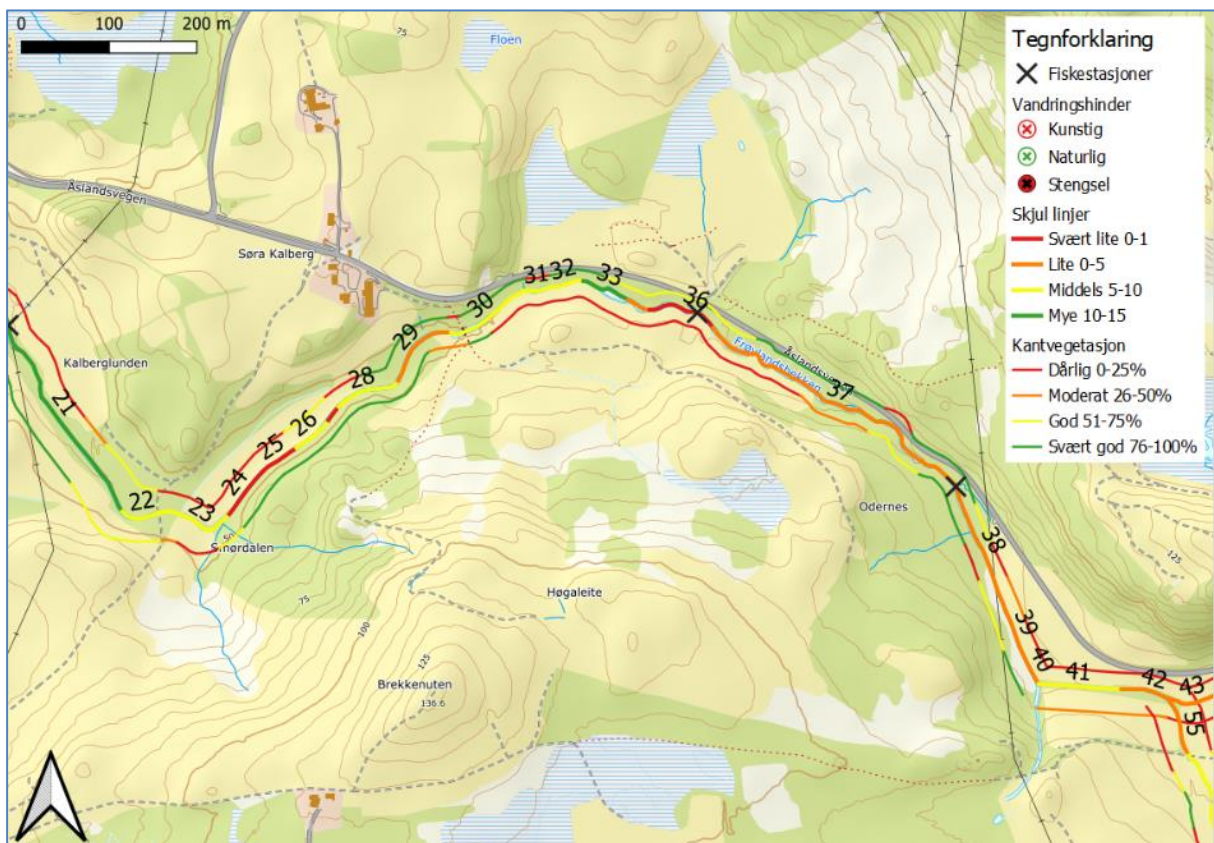 0 100 200 m
75
Floen
Tegnforklaring
Fiskestasjoner
Vandringshinder
Kunstig
Naturlig
Stengsel
Skjul linjer
Svært lite 0-1
Lite 0-5
Middels 5-10
Mye 10-15
Kantvegetasjon
Dårlig 0-25%
Moderat 26-50%
God 51-75%
Svært god 76-100%
Åslandsvegen
Søra Kalberg
Kalberglunden
21
22
23
24
25
26
28
29
30
31
32
33
36
Frøylandsbekken
37
Odernes
38
39
40
41
42
43
55
50
Smørdalen
75
100
125
Høgaleite
Brekkenuten
136.6
125